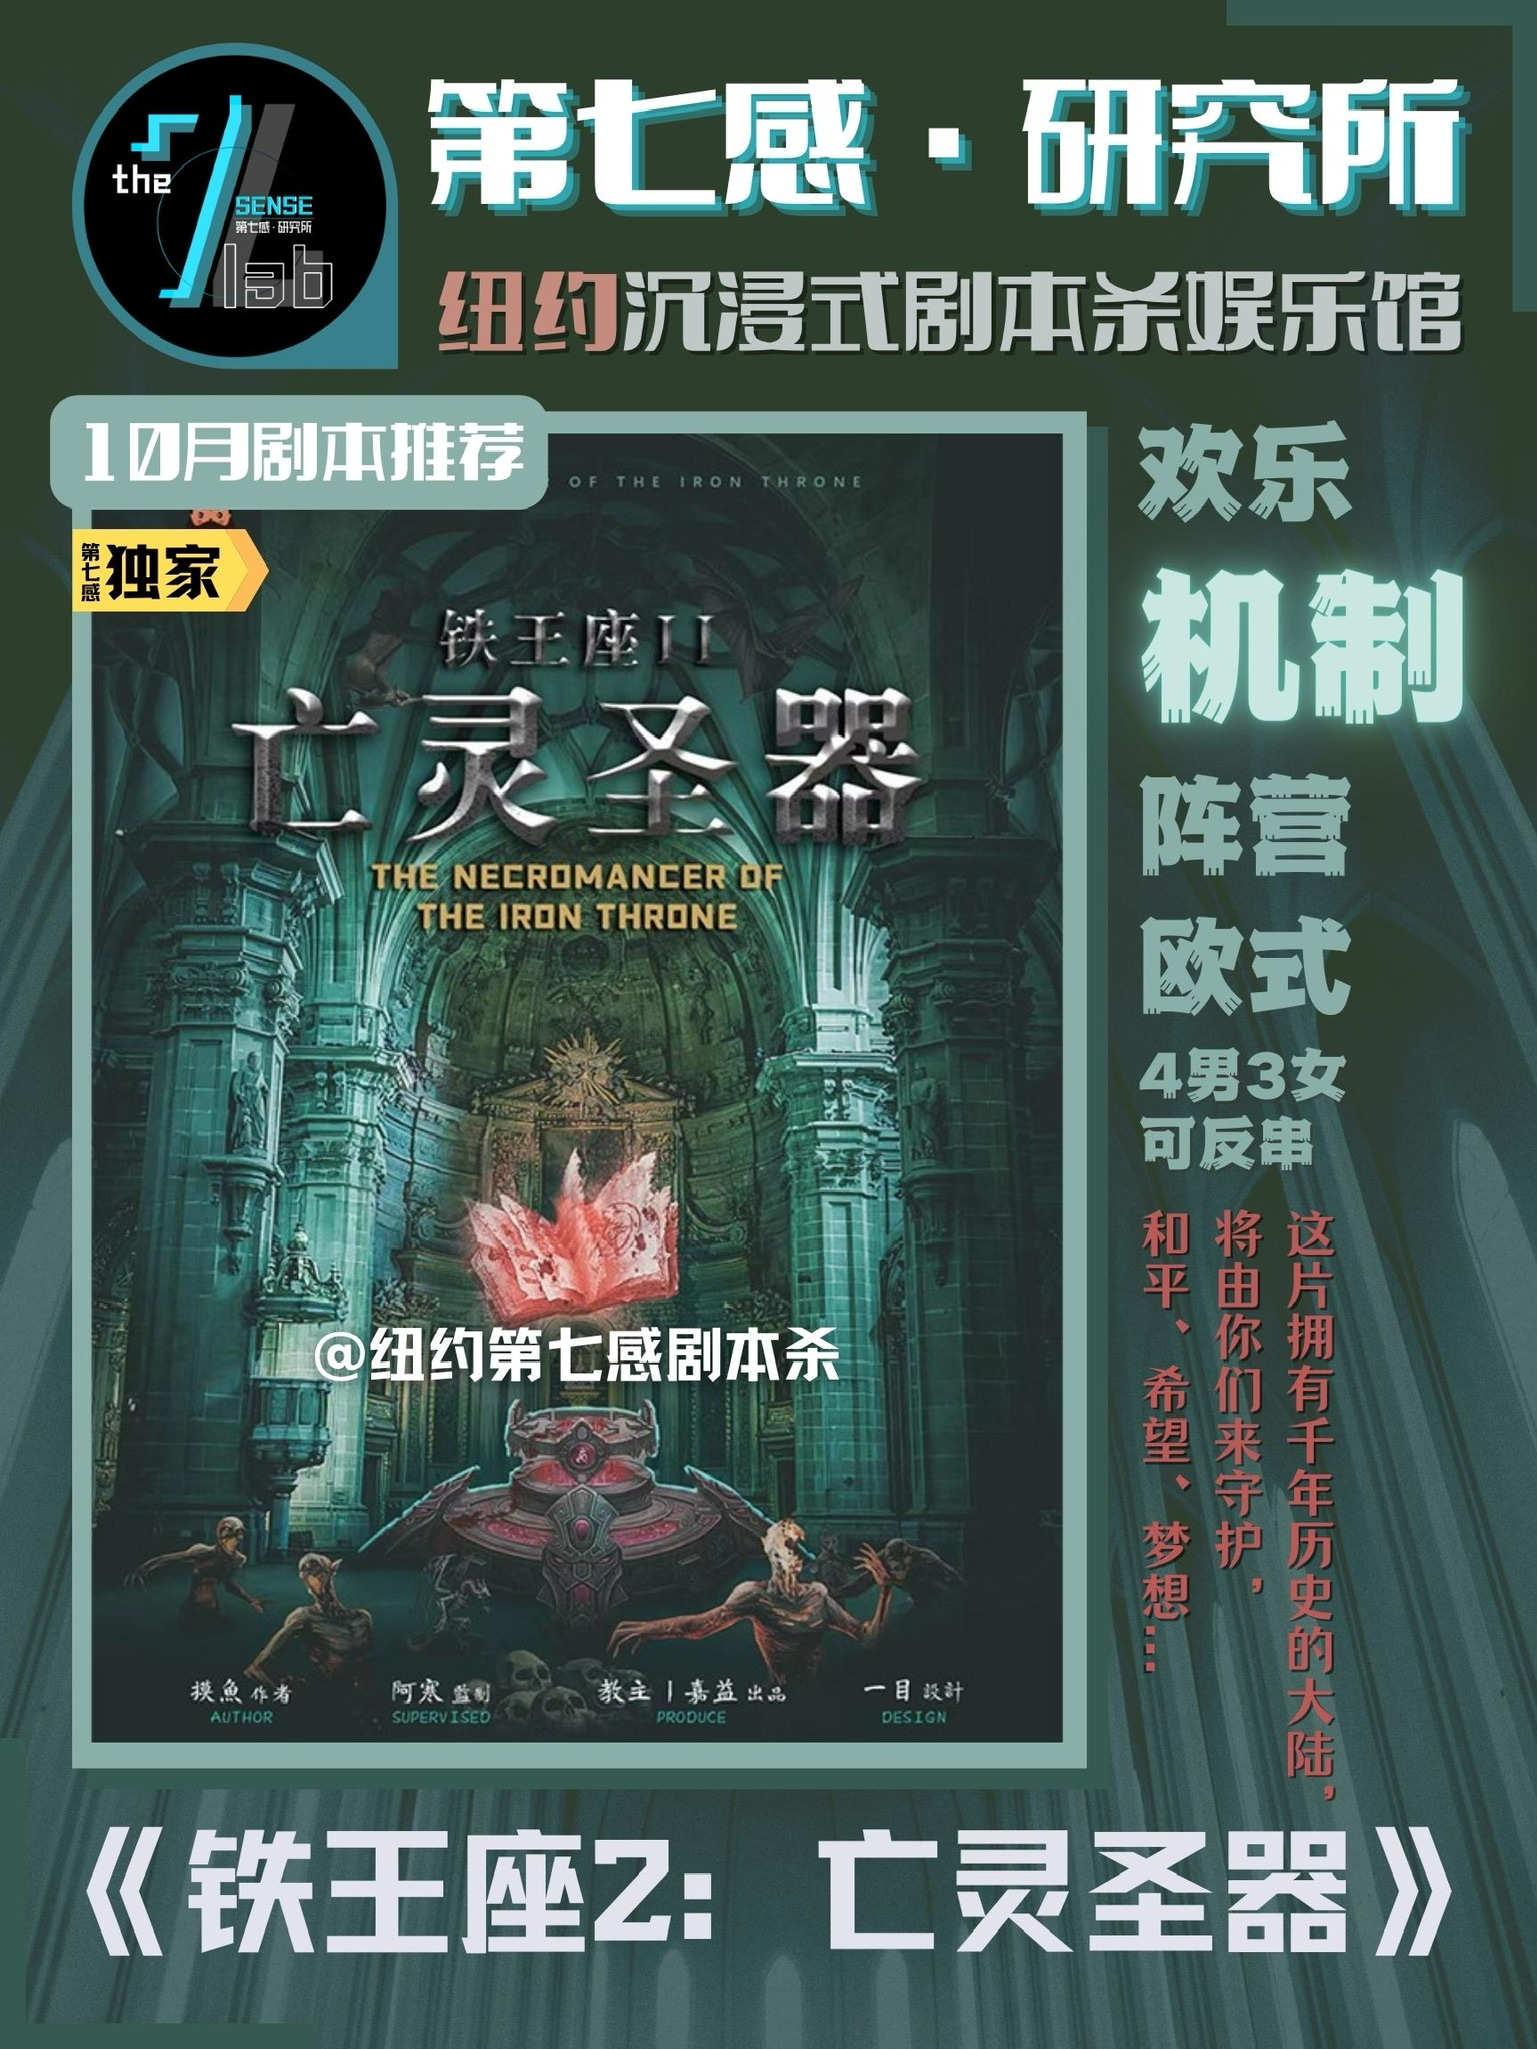 the
SENSE
第七感·研究所
lab
第七感·研究所
纽约沉浸式剧本杀娱乐馆
10月剧本推荐
OF THE IRON THRONE
第七感
独家
铁王座II
亡灵圣器
THE NECROMANCER OF
THE IRON THRONE
@纽约第七感剧本杀
摸魚 作者
AUTHOR
阿寒 监制
SUPERVISED
教主 | 嘉益 出品
PRODUCE
一目 設計
DESIGN
欢乐
机制
阵营
欧式
4男3女
可反串
这片拥有千年历史的大陆，
将由你们来守护，
和平、希望、梦想…
《铁王座2：亡灵圣器》